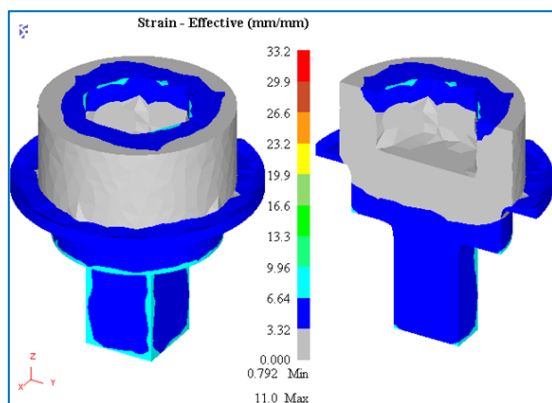 Strain - Effective (mm/mm)
33.2
29.9
26.6
23.2
19.9
16.6
13.3
9.96
6.64
3.32
0.000
0.792 Min
11.0 Max
Z
X Y